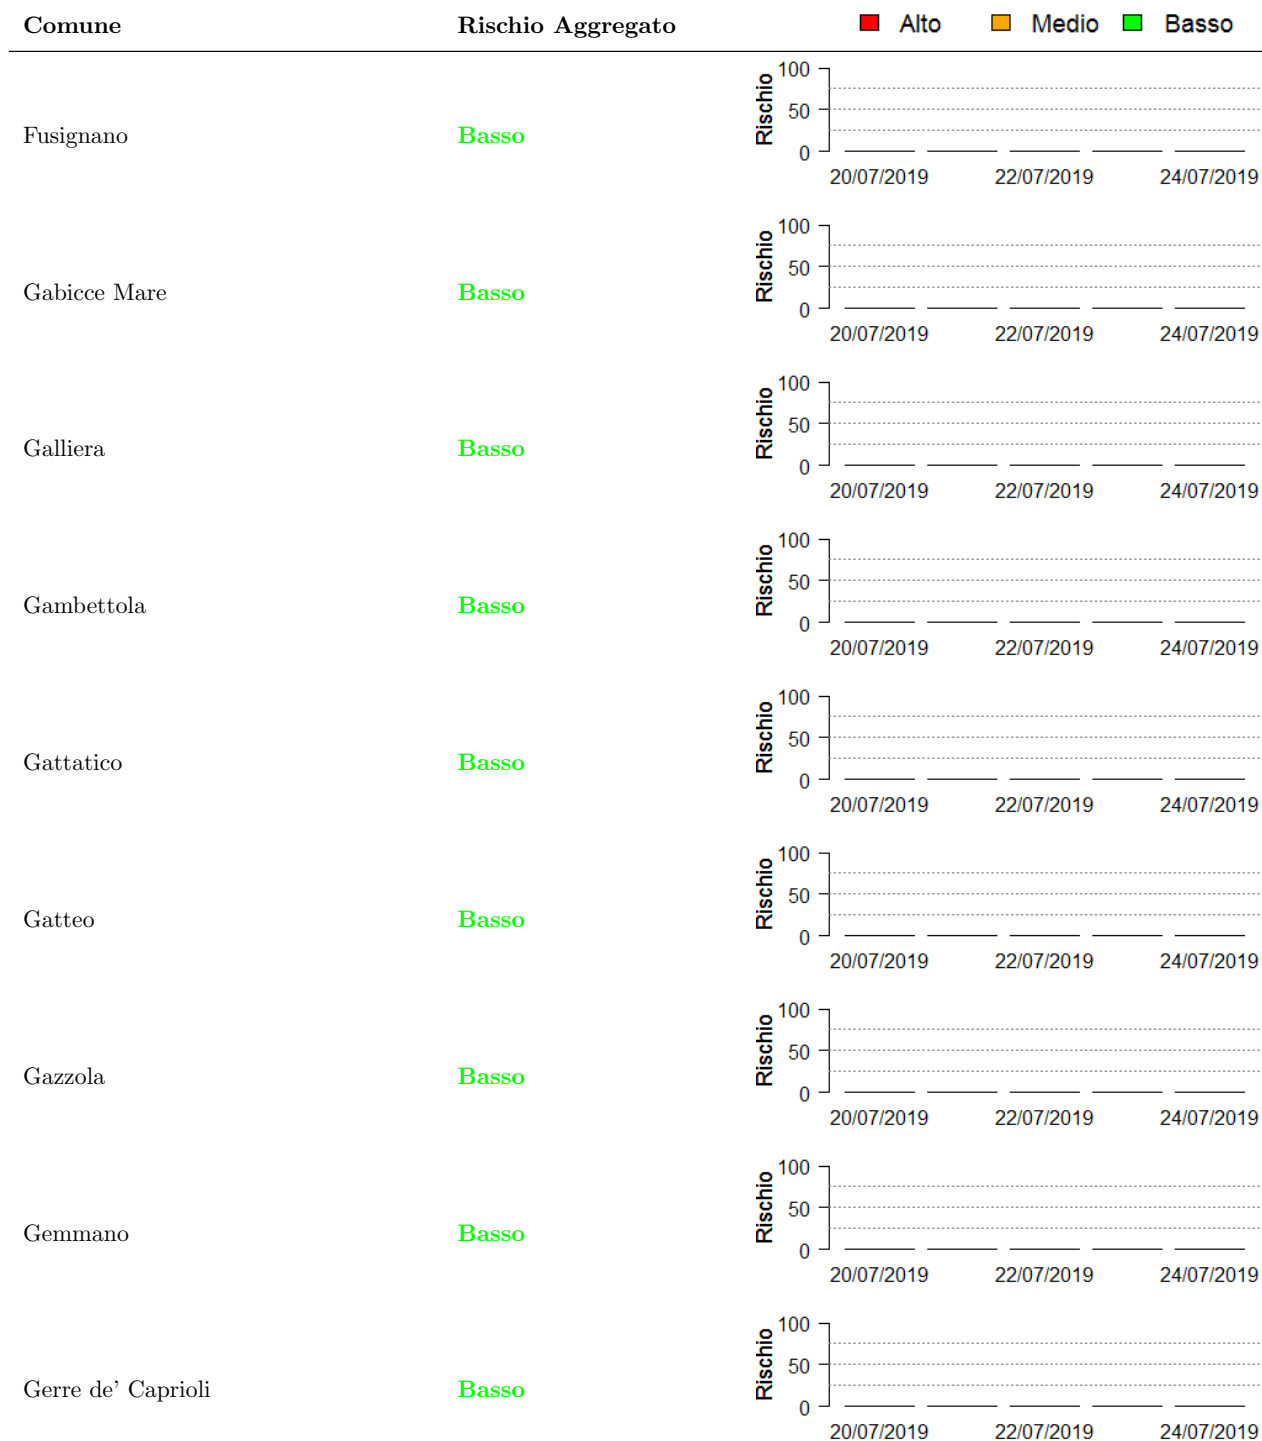 Comune Rischio Aggregato Alto Medio Basso
100
50
0
Rischio
Fusignano Basso
20/07/2019 22/07/2019 24/07/2019
100
50
0
Rischio
Gabicce Mare Basso
20/07/2019 22/07/2019 24/07/2019
100
50
0
Rischio
Galliera Basso
20/07/2019 22/07/2019 24/07/2019
100
50
0
Rischio
Gambettola Basso
20/07/2019 22/07/2019 24/07/2019
100
50
0
Rischio
Gattatico Basso
20/07/2019 22/07/2019 24/07/2019
100
50
0
Rischio
Gatteo Basso
20/07/2019 22/07/2019 24/07/2019
100
50
0
Rischio
Gazzola Basso
20/07/2019 22/07/2019 24/07/2019
100
50
0
Rischio
Gemmano Basso
20/07/2019 22/07/2019 24/07/2019
100
50
0
Rischio
Gerre de' Caprioli Basso
20/07/2019 22/07/2019 24/07/2019